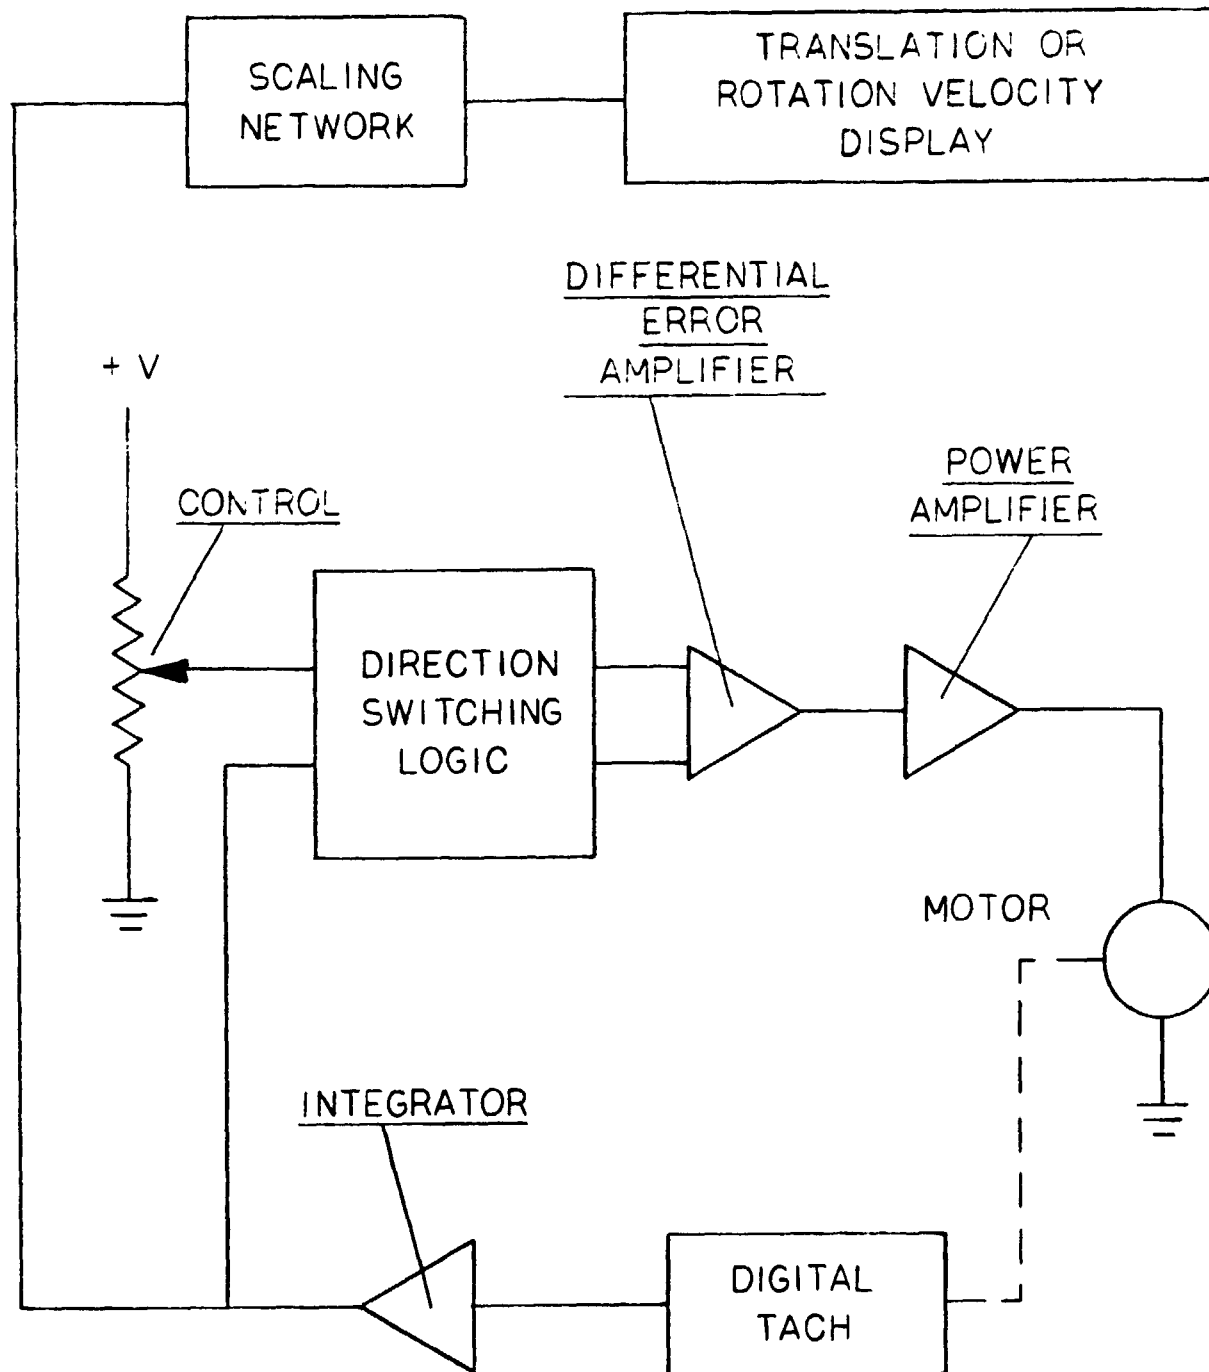 SCALING
NETWORK
TRANSLATION OR
ROTATION VELOCITY
DISPLAY
DIFFERENTIAL
ERROR
AMPLIFIER
+ V
CONTROL
POWER
AMPLIFIER
DIRECTION
SWITCHING
LOGIC
MOTOR
INTEGRATOR
DIGITAL
TACH